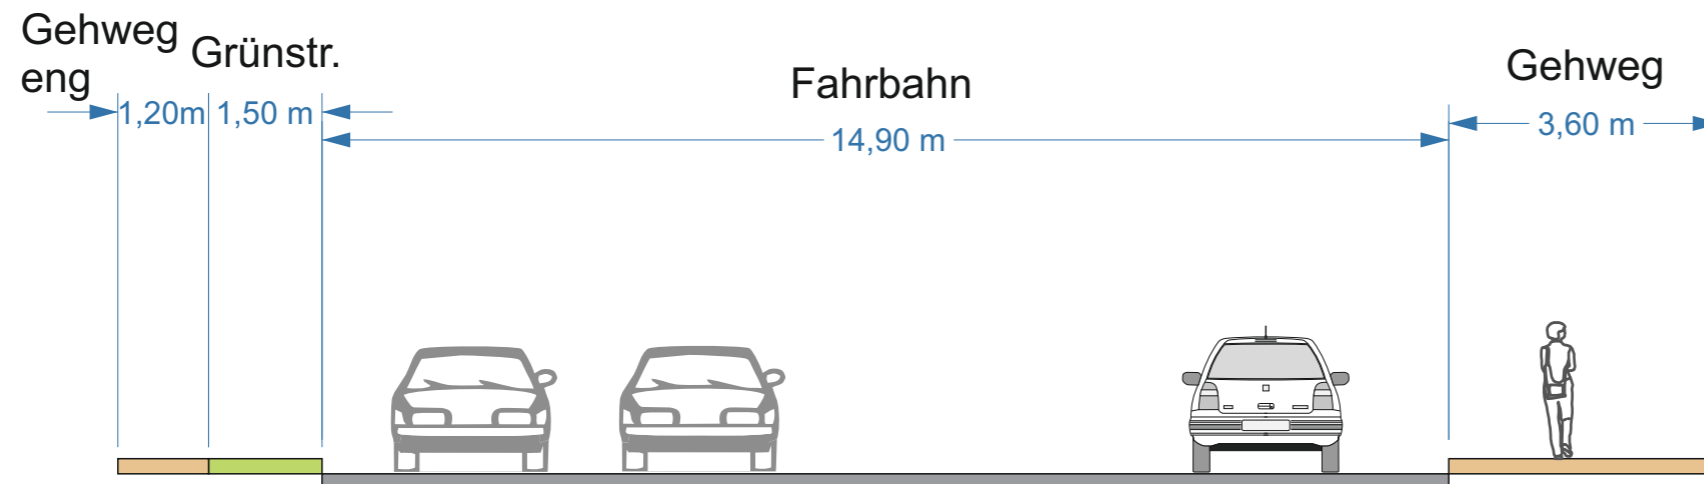 Gehweg
eng
Grünstr.
Fahrbahn
Gehweg
1,20m
1,50 m
14,90 m
3,60 m